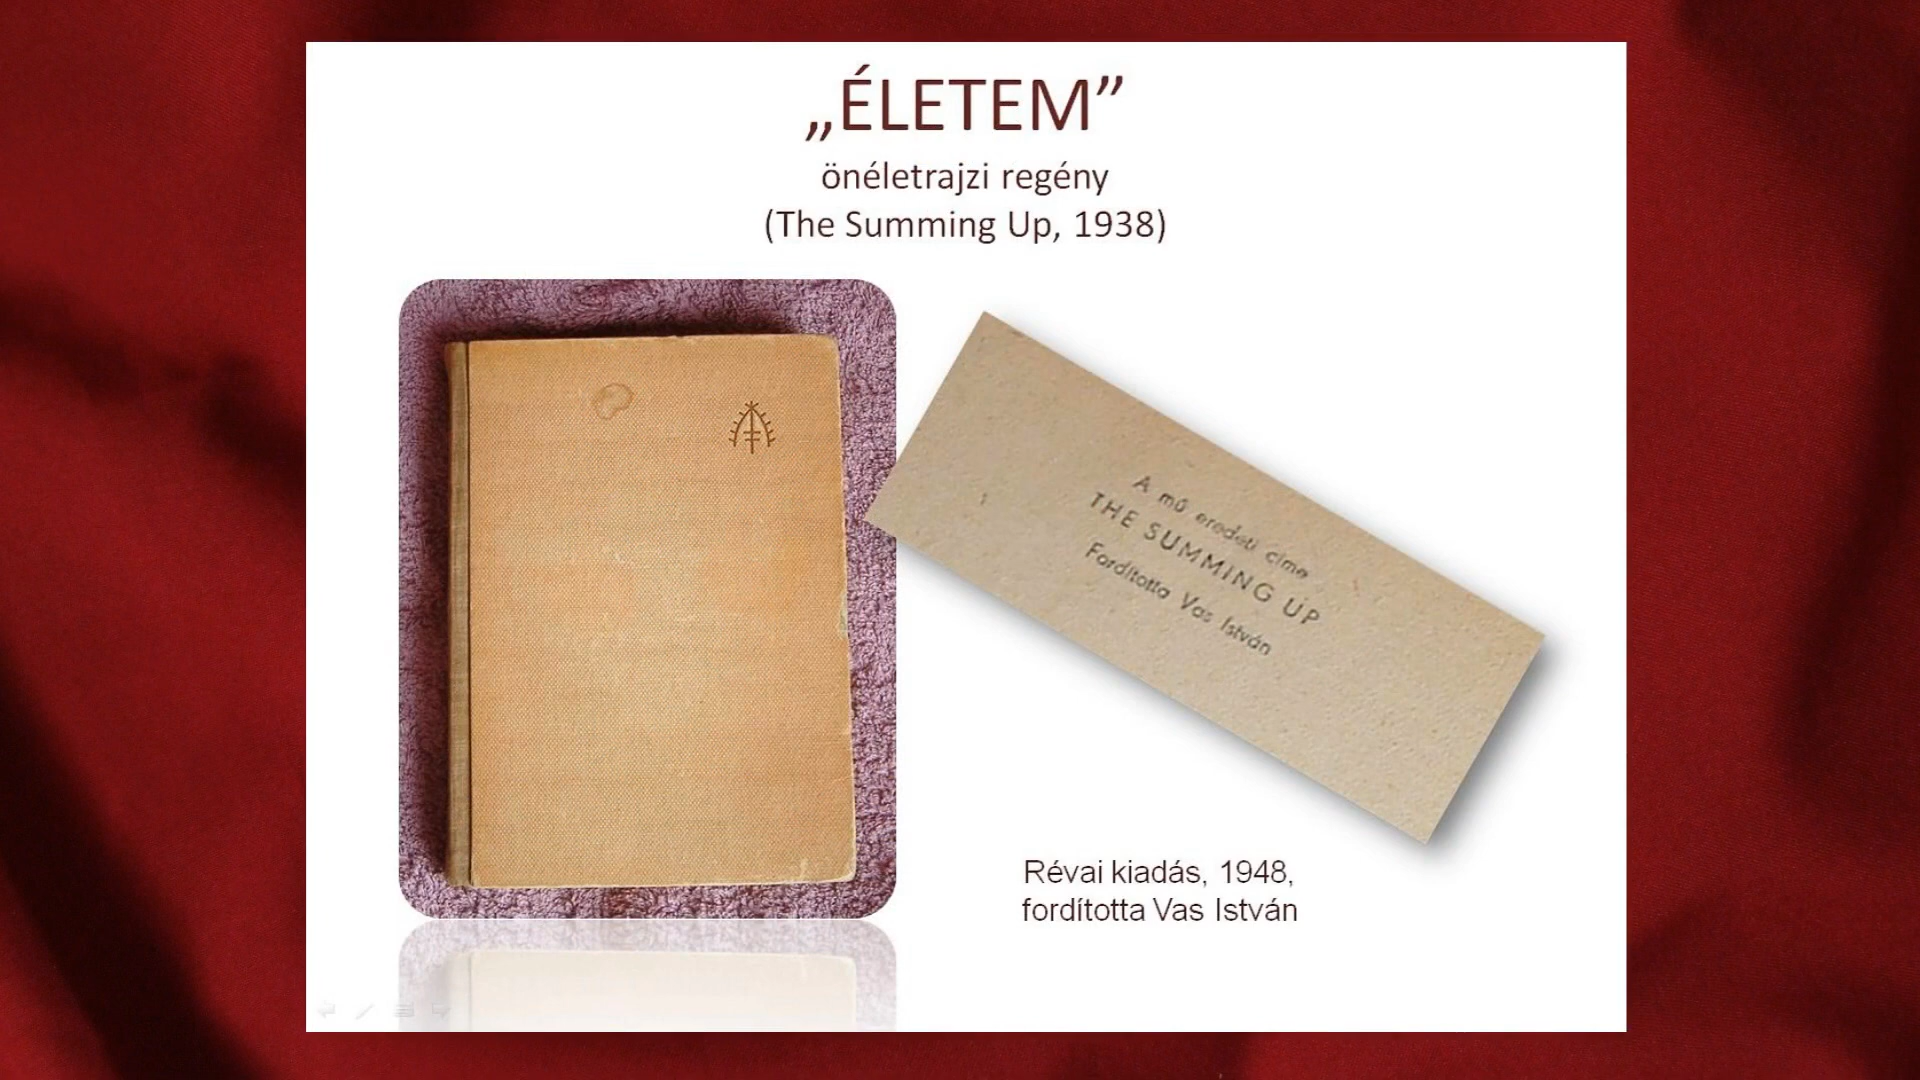 „ÉLETEM”
önéletrajzi regény
(The Summing Up, 1938)
A mű eredeti címe
THE SUMMING UP
Fordította Vas István
Révai kiadás, 1948,
fordította Vas István